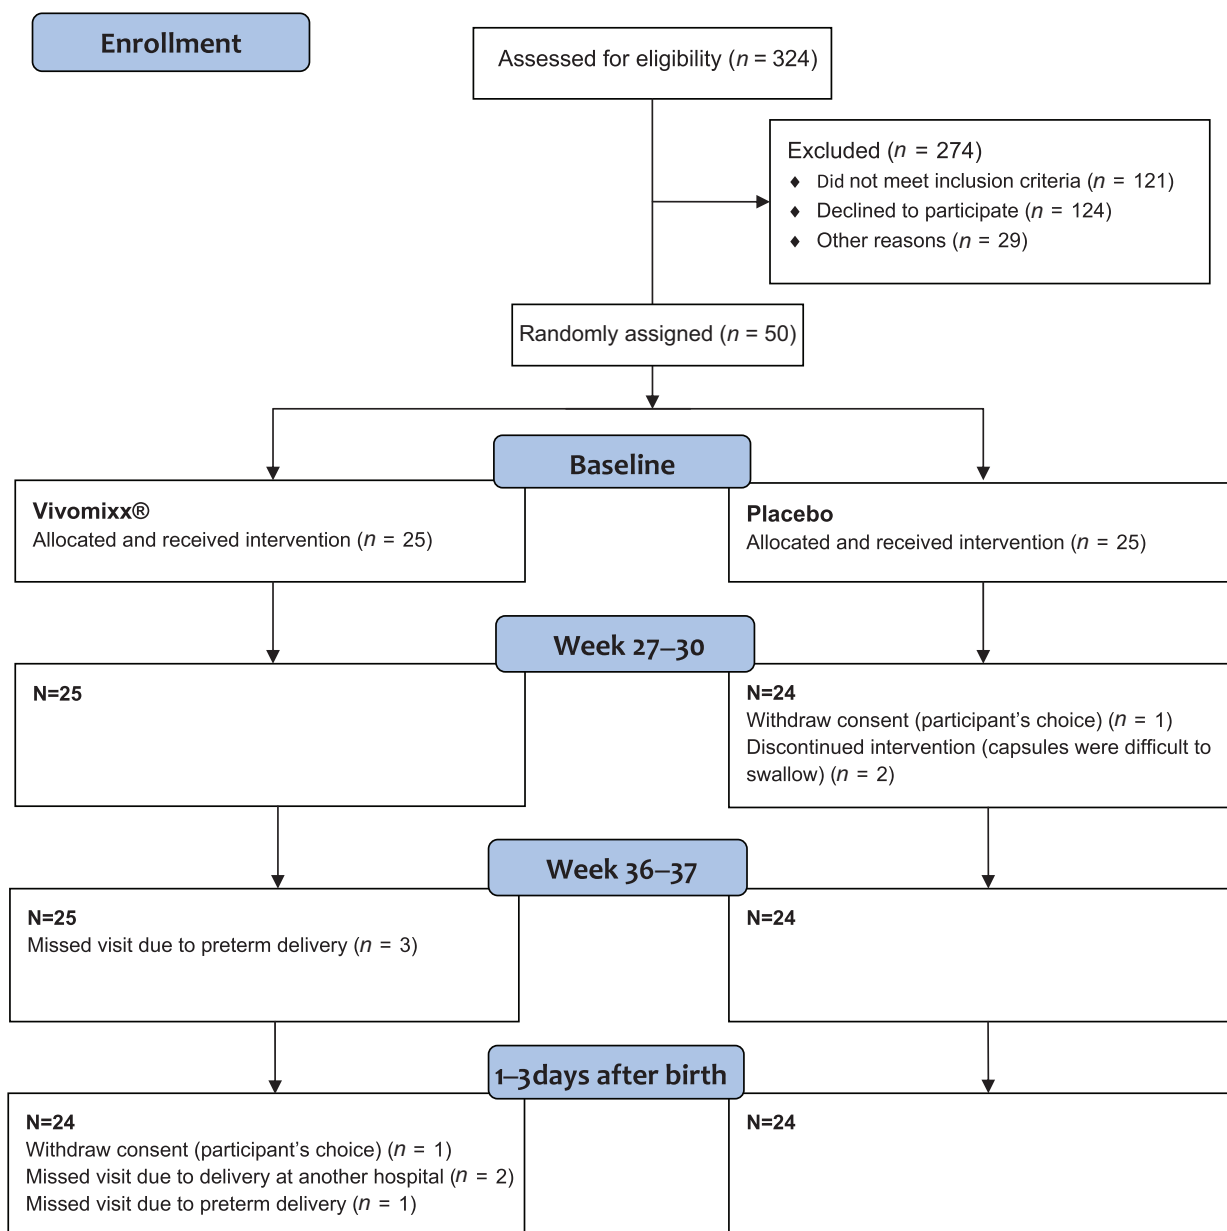 Enrollment
Assessed for eligibility (n = 324)
Excluded (n = 274)
♦ Did not meet inclusion criteria (n = 121)
♦ Declined to participate (n = 124)
♦ Other reasons (n = 29)
Randomly assigned (n = 50)
Baseline
Vivomixx®
Allocated and received intervention (n = 25)
Placebo
Allocated and received intervention (n = 25)
Week 27–30
N=25
N=24
Withdraw consent (participant’s choice) (n = 1)
Discontinued intervention (capsules were difficult to
swallow) (n = 2)
Week 36–37
N=25
Missed visit due to preterm delivery (n = 3)
N=24
1–3days after birth
N=24
Withdraw consent (participant’s choice) (n = 1)
Missed visit due to delivery at another hospital (n = 2)
Missed visit due to preterm delivery (n = 1)
N=24